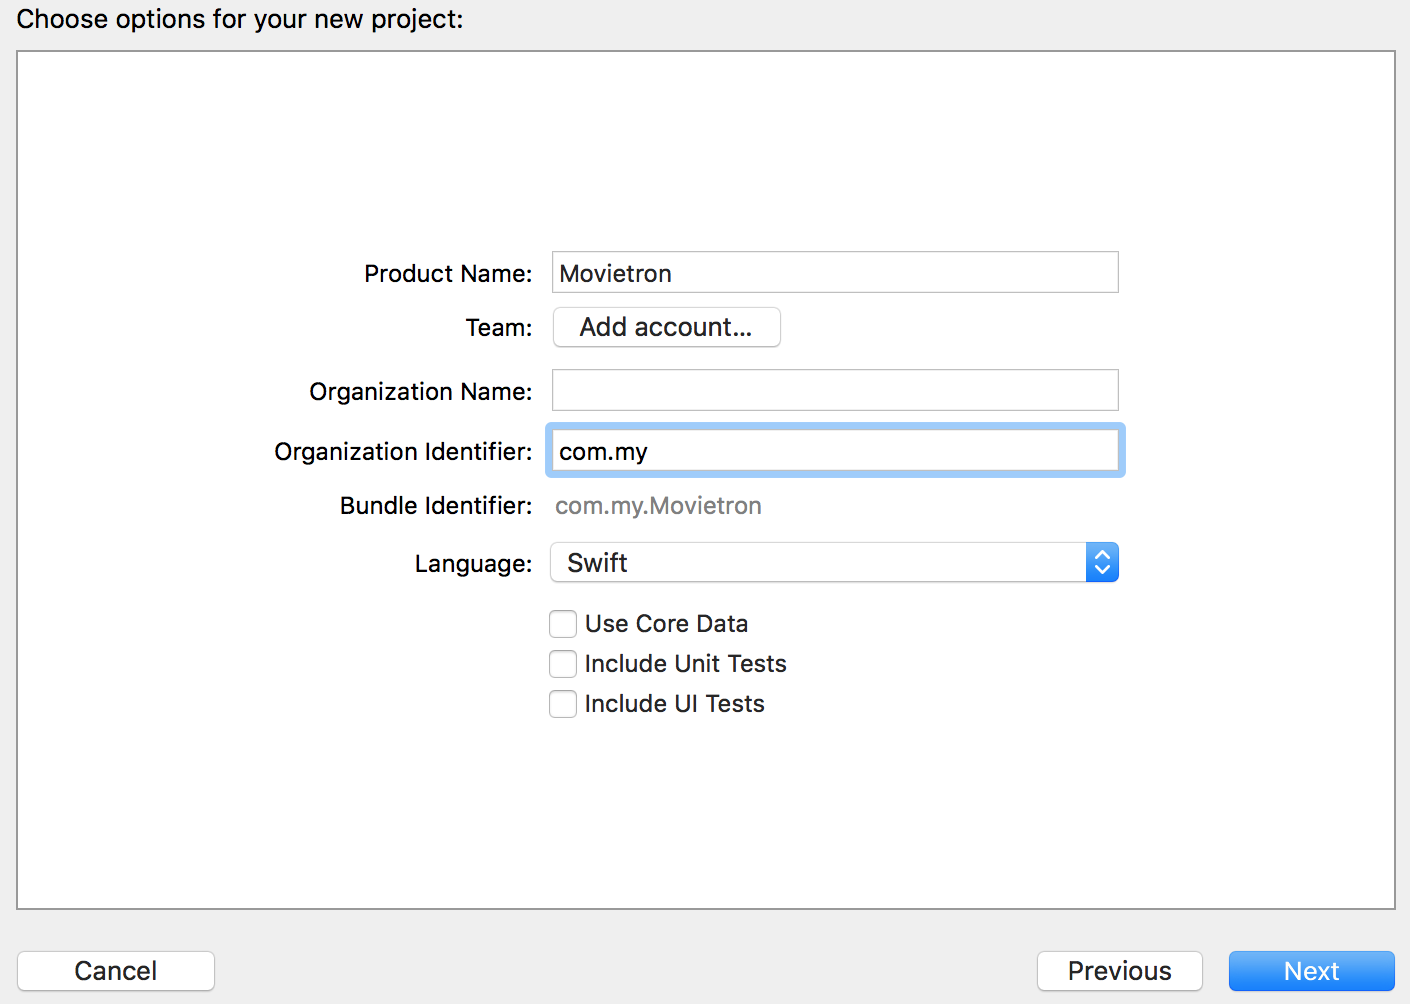 Choose options for your new project:
Product Name: Movietron
Team: Add account...
Organization Name:
Organization Identifier: com.my
Bundle Identifier: com.my.Movietron
Language: Swift
Use Core Data
Include Unit Tests
Include UI Tests
Cancel Previous Next